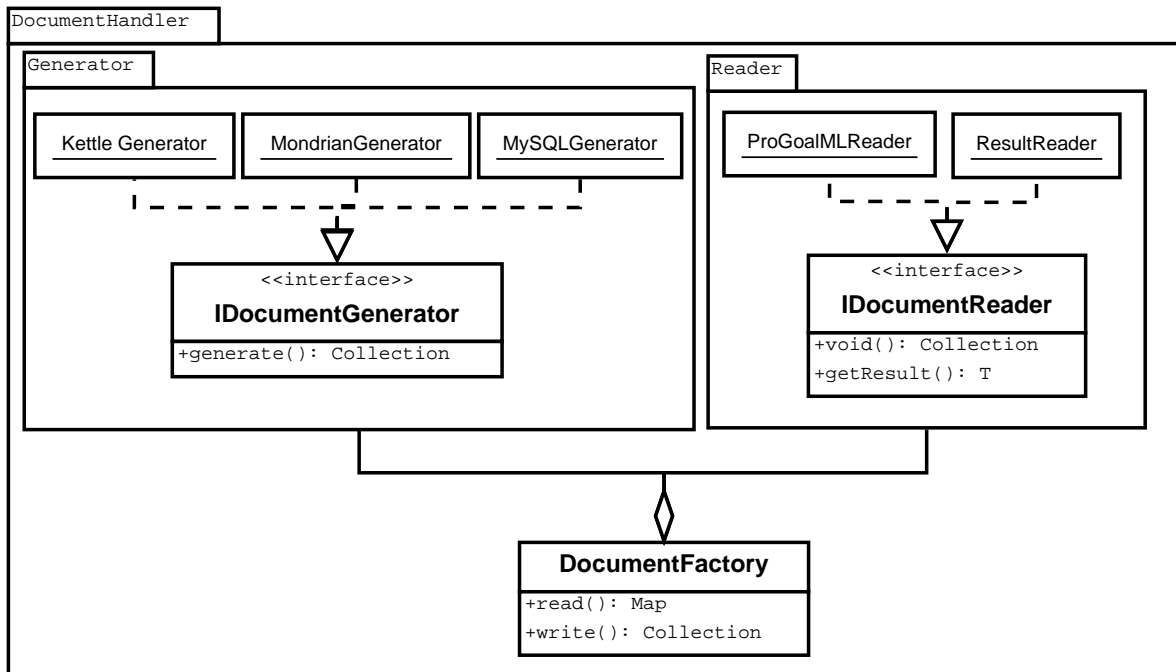 DocumentHandler
Generator
Reader
Kettle Generator
MondrianGenerator
MySQLGenerator
ProGoalMLReader
ResultReader
<<interface>>
IDocumentGenerator
+generate(): Collection
<<interface>>
IDocumentReader
+void(): Collection
+getResult(): T
DocumentFactory
+read(): Map
+write(): Collection